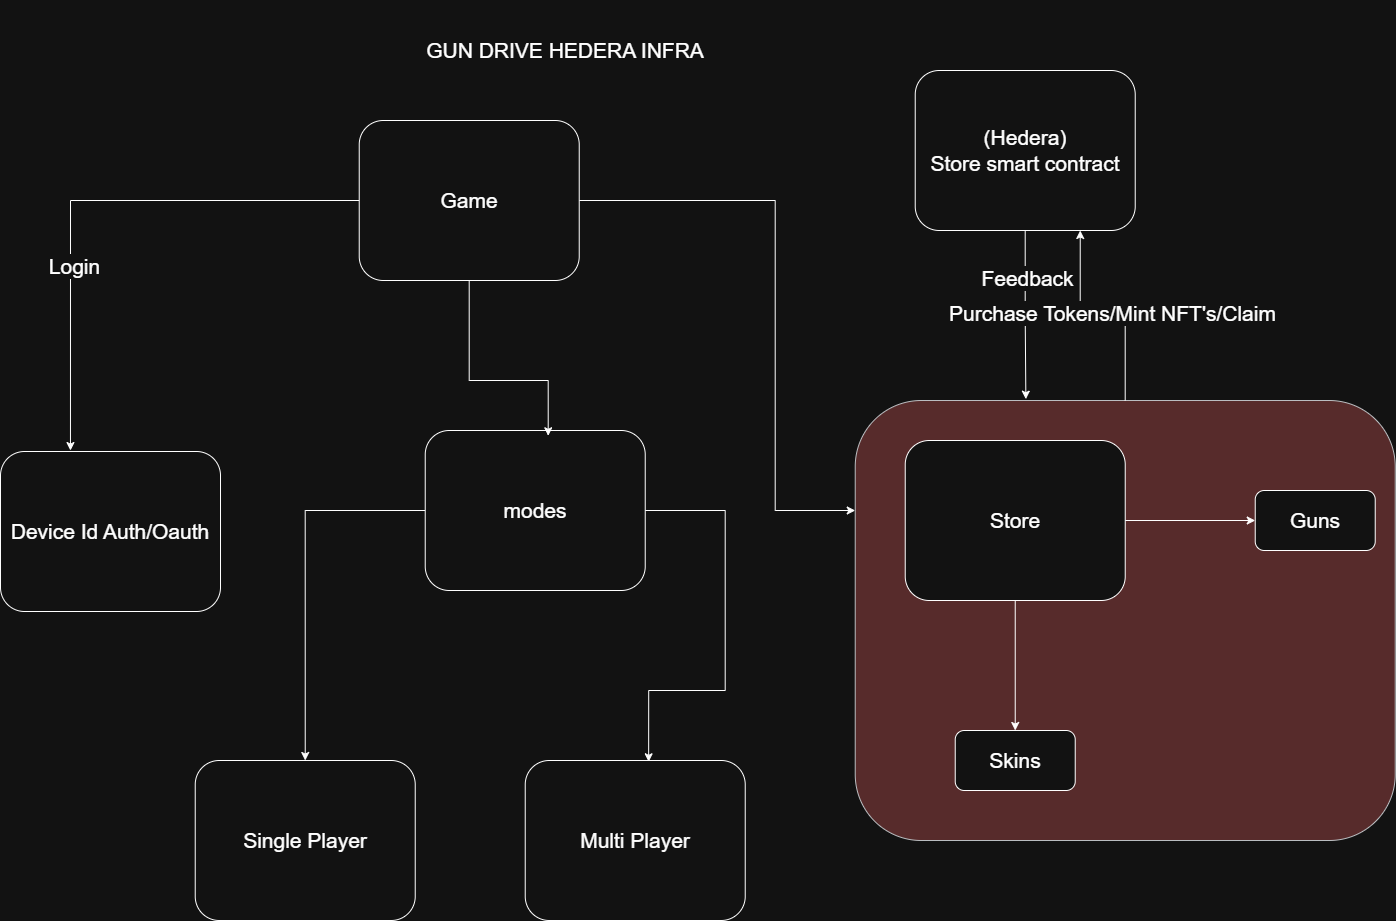 GUN DRIVE HEDERA INFRA
(Hedera)
Store smart contract
Game
Login
Feedback
Purchase Tokens/Mint NFT's/Claim
Device Id Auth/Oauth
modes
Store
Guns
Skins
Single Player
Multi Player